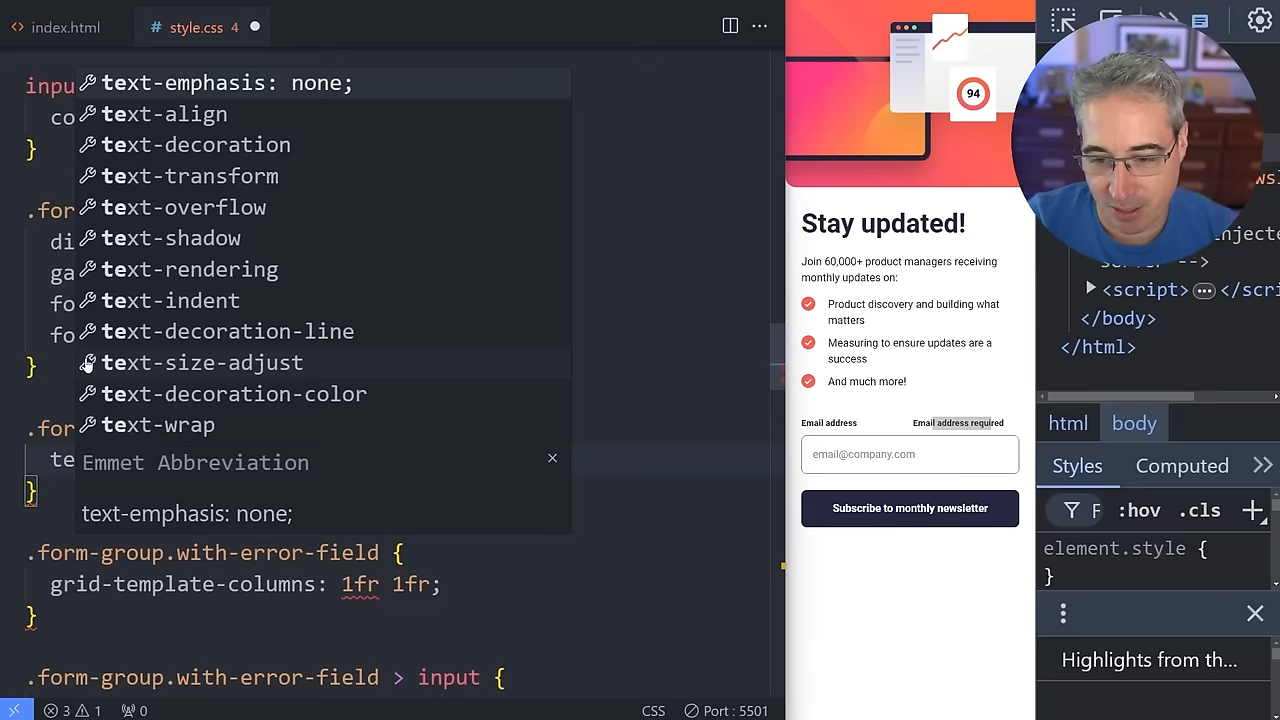 index.html
style.css 4
inpu
co
}
.for
di
ga
fo
fo
}
.for
te
}
text-emphasis: none;
text-align
text-decoration
text-transform
text-overflow
text-shadow
text-rendering
text-indent
text-decoration-line
text-size-adjust
text-decoration-color
text-wrap
Emmet Abbreviation
text-emphasis: none;
.form-group.with-error-field {
grid-template-columns: 1fr 1fr;
}
.form-group.with-error-field > input {
3 1 0
CSS
Port : 5501
94
Stay updated!
Join 60,000+ product managers receiving
monthly updates on:
Product discovery and building what
matters
Measuring to ensure updates are a
success
And much more!
Email address
Email address required
email@company.com
Subscribe to monthly newsletter
server -->
<script> </scri
</body>
</html>
html
body
Styles
Computed
F
:hov
.cls
element.style {
}
Highlights from th...